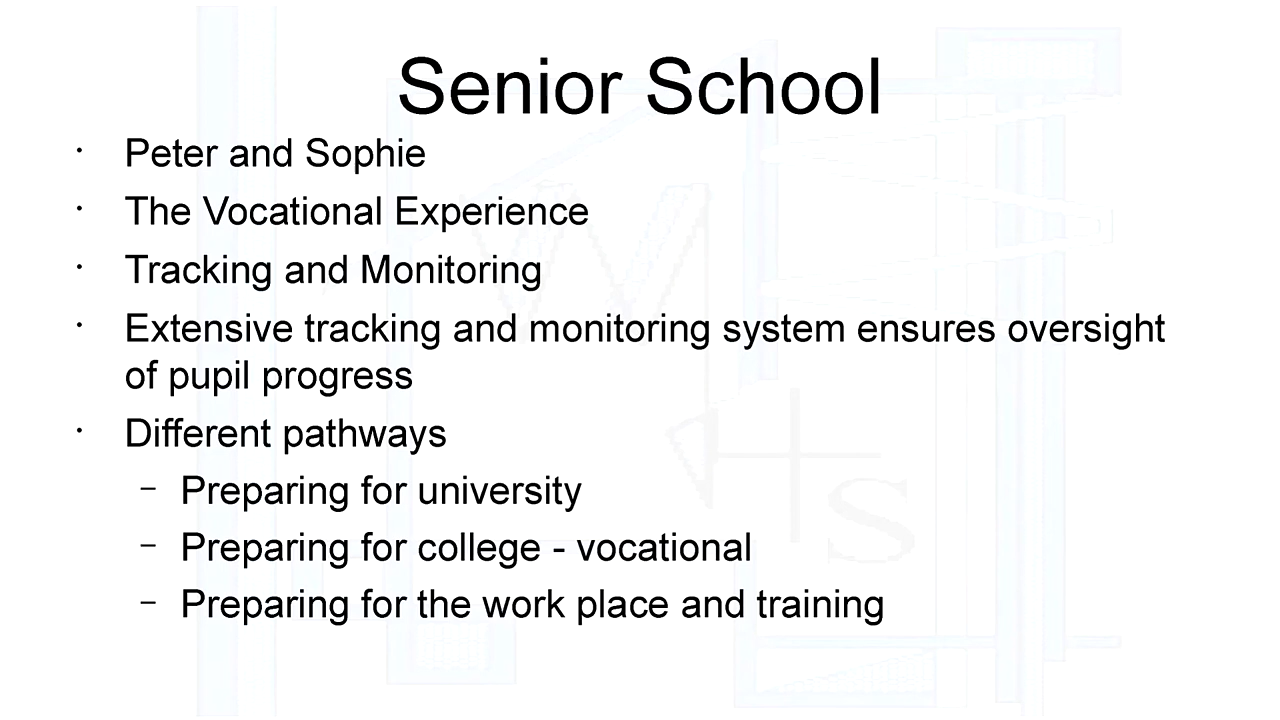 Senior School
• Peter and Sophie
• The Vocational Experience
• Tracking and Monitoring
• Extensive tracking and monitoring system ensures oversight
of pupil progress
• Different pathways
– Preparing for university
– Preparing for college - vocational
– Preparing for the work place and training